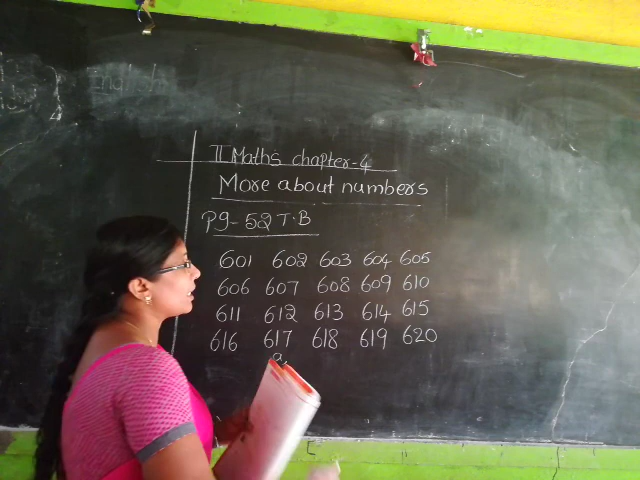 English
II Maths chapter-4
More about numbers
Pg-52 T.B
601 602 603 604 605
606 607 608 609 610
611 612 613 614 615
616 617 618 619 620